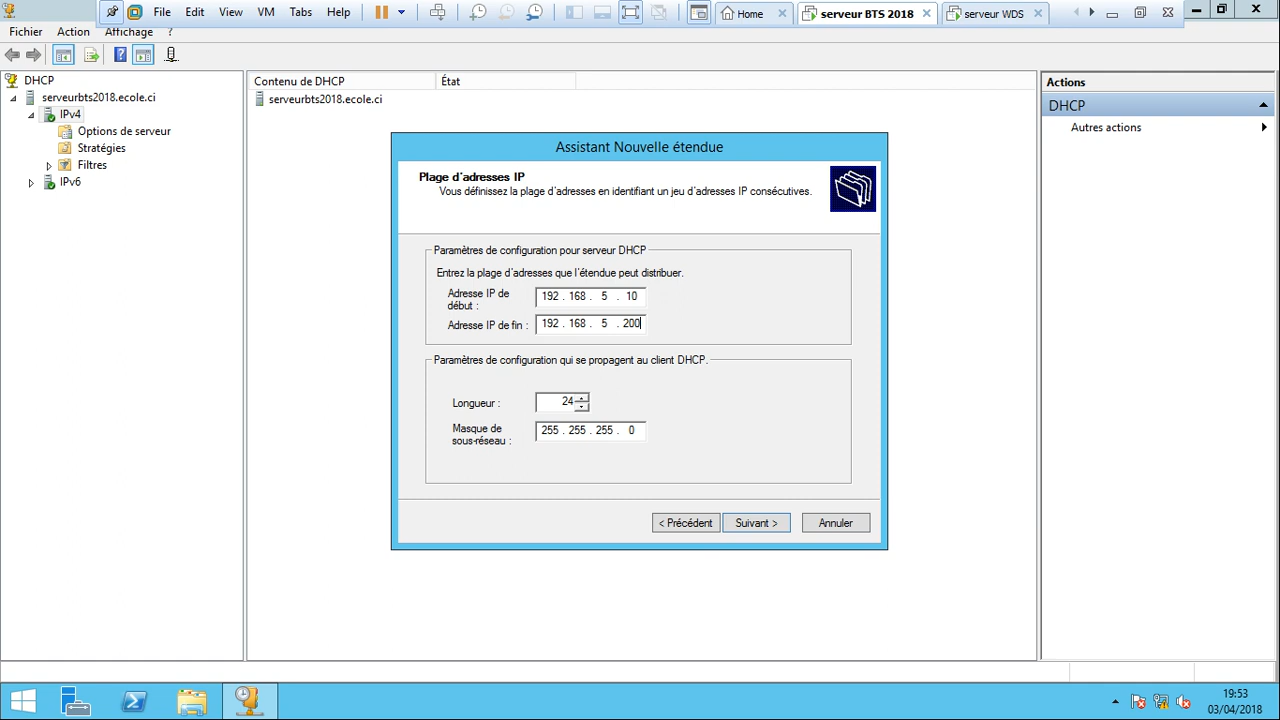 File Edit View VM Tabs Help Home serveur BTS 2018 serveur WDS
Fichier Action Affichage ?
DHCP
serveurbts2018.ecole.ci
IPv4
Options de serveur
Stratégies
Filtres
IPv6
Contenu de DHCP État
serveurbts2018.ecole.ci
Actions
DHCP
Autres actions
Assistant Nouvelle étendue
Plage d'adresses IP
Vous définissez la plage d'adresses en identifiant un jeu d'adresses IP consécutives.
Paramètres de configuration pour serveur DHCP
Entrez la plage d'adresses que l'étendue peut distribuer.
Adresse IP de
début :
192 . 168 . 5 . 10
Adresse IP de fin : 192 . 168 . 5 . 200
Paramètres de configuration qui se propagent au client DHCP.
Longueur : 24
Masque de
sous-réseau :
255 . 255 . 255 . 0
< Précédent Suivant > Annuler
19:53
03/04/2018